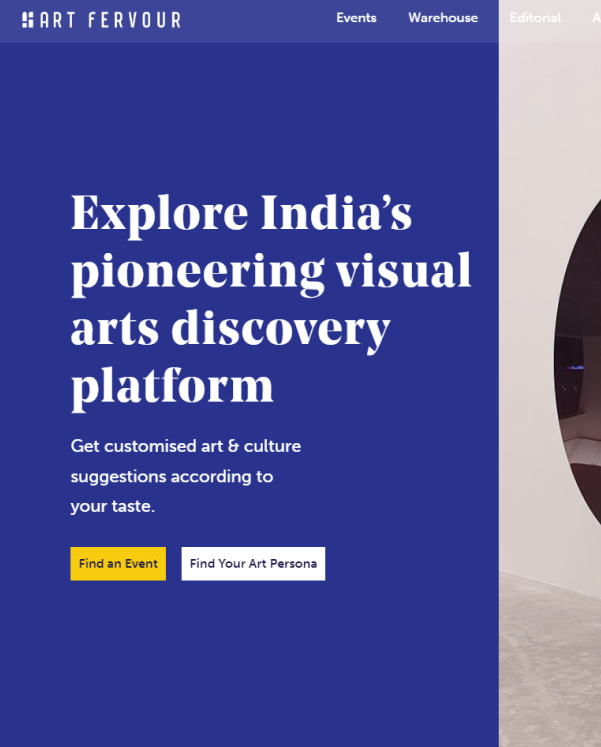 ART FERVOUR
Events Warehouse Editorial A
Explore India's
pioneering visual
arts discovery
platform
Get customised art & culture
suggestions according to
your taste.
Find an Event Find Your Art Persona